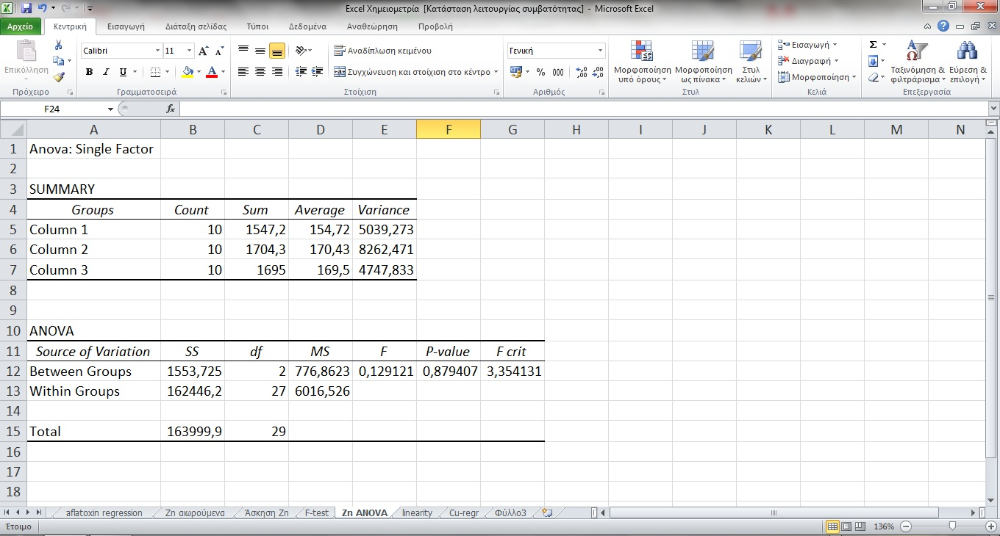 Excel Χημειομετρία [Κατάσταση λειτουργίας συμβατότητας] - Microsoft Excel
Αρχείο Κεντρική Εισαγωγή Διάταξη σελίδας Τύποι Δεδομένα Αναθεώρηση Προβολή
Επικόλληση
Calibri 11
Αναδίπλωση κειμένου
Γενική
Β Ι U
Συγχώνευση και στοίχιση στο κέντρο
% 000
Μορφοποίηση υπό όρους
Μορφοποίηση ως πίνακα
Στυλ κελιών
Εισαγωγή
Διαγραφή
Μορφοποίηση
Σ
Ταξινόμηση & φιλτράρισμα
Εύρεση & επιλογή
Πρόχειρο Γραμματοσειρά Στοίχιση Αριθμός Στυλ Κελιά Επεξεργασία
F24 fx
A B C D E F G H I J K L M N
1 Anova: Single Factor
2
3 SUMMARY
4 Groups Count Sum Average Variance
5 Column 1 10 1547,2 154,72 5039,273
6 Column 2 10 1704,3 170,43 8262,471
7 Column 3 10 1695 169,5 4747,833
8
9
10 ANOVA
11 Source of Variation SS df MS F P-value F crit
12 Between Groups 1553,725 2 776,8623 0,129121 0,879407 3,354131
13 Within Groups 162446,2 27 6016,526
14
15 Total 163999,9 29
16
17
18
aflatoxin regression Zn αιωρούμενα Άσκηση Zn F-test Zn ANOVA linearity Cu-regr Φύλλο3
Έτοιμο 136%